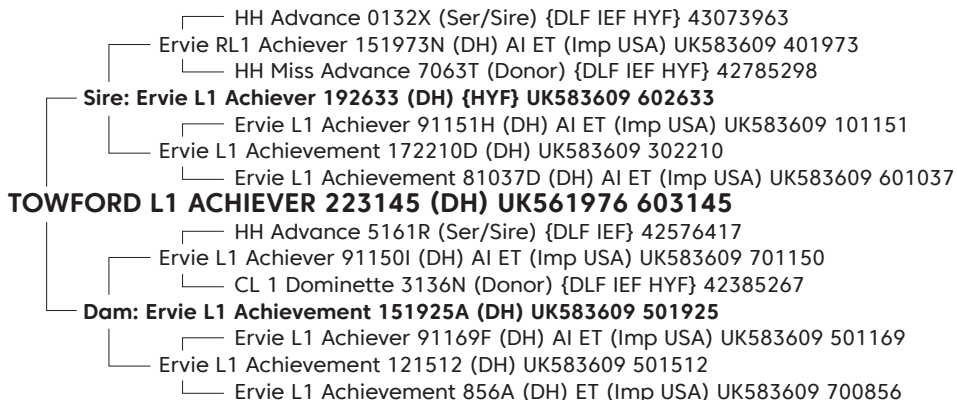 HH Advance 0132X (Ser/Sire) {DLF IEF HYF} 43073963
Ervie RL1 Achiever 151973N (DH) AI ET (Imp USA) UK583609 401973
HH Miss Advance 7063T (Donor) {DLF IEF HYF} 42785298
Sire: Ervie L1 Achiever 192633 (DH) {HYF} UK583609 602633
Ervie L1 Achiever 91151H (DH) AI ET (Imp USA) UK583609 101151
Ervie L1 Achievement 172210D (DH) UK583609 302210
Ervie L1 Achievement 81037D (DH) AI ET (Imp USA) UK583609 601037
TOWFORD L1 ACHIEVER 223145 (DH) UK561976 603145
HH Advance 5161R (Ser/Sire) {DLF IEF} 42576417
Ervie L1 Achiever 91150I (DH) AI ET (Imp USA) UK583609 701150
CL 1 Dominette 3136N (Donor) {DLF IEF HYF} 42385267
Dam: Ervie L1 Achievement 151925A (DH) UK583609 501925
Ervie L1 Achiever 91169F (DH) AI ET (Imp USA) UK583609 501169
Ervie L1 Achievement 121512 (DH) UK583609 501512
Ervie L1 Achievement 856A (DH) ET (Imp USA) UK583609 700856